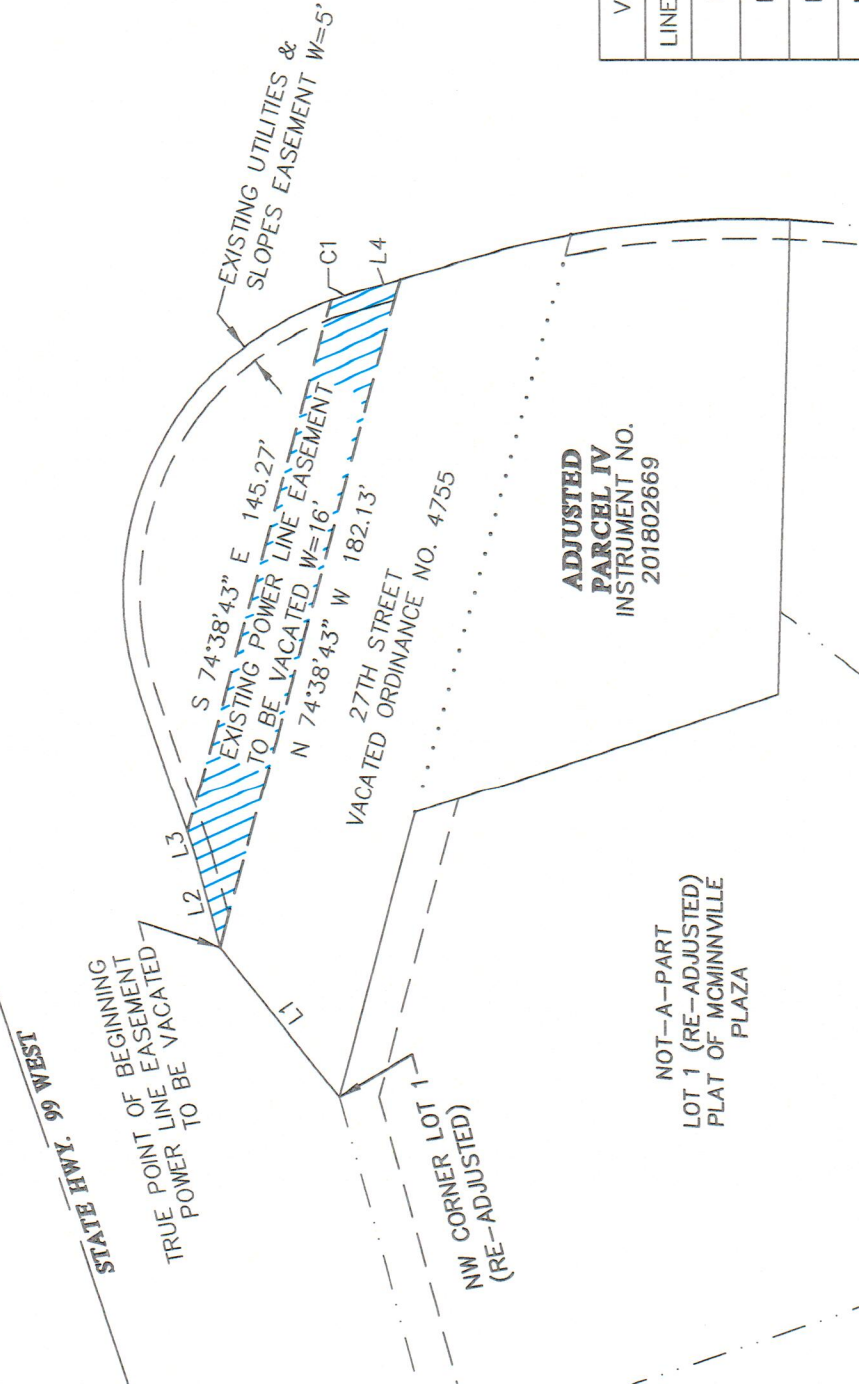 EXISTING UTILITIES &
SLOPES EASEMENT W=5'
V
LINE
C1
L4
S 74°38'43" E 145.27'
EXISTING POWER LINE EASEMENT
TO BE VACATED W=16'
N 74°38'43" W 182.13'
27TH STREET
VACATED ORDINANCE NO. 4755
L3
L2
L1
TRUE POINT OF BEGINNING
POWER LINE EASEMENT
TO BE VACATED
STATE HWY. 99 WEST
ADJUSTED
PARCEL IV
INSTRUMENT NO.
201802669
NW CORNER LOT 1
(RE-ADJUSTED)
NOT-A-PART
LOT 1 (RE-ADJUSTED)
PLAT OF MCMINNVILLE
PLAZA